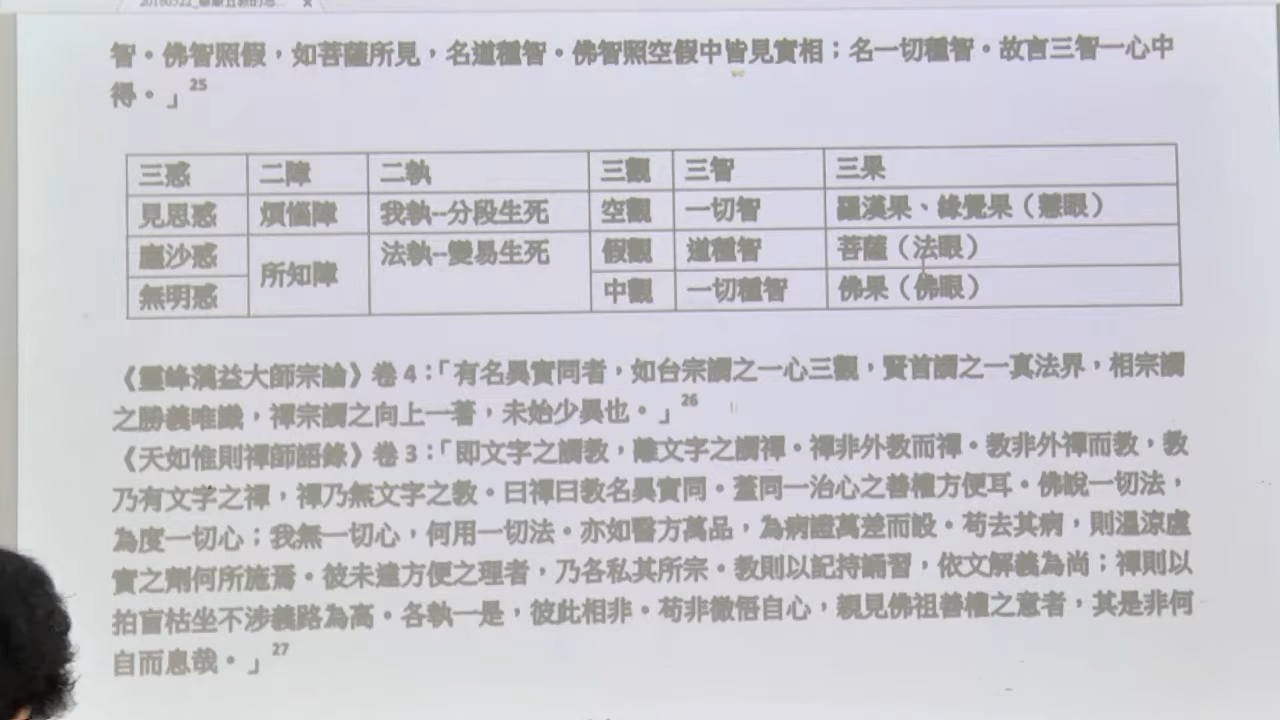 智。佛智照假，如菩薩所見，名道種智。佛智照空假中皆見實相；名一切種智。故言三智一心中
得。」25
三惑 二障 二執 三觀 三智 三果
見思惑 煩惱障 我執--分段生死 空觀 一切智 羅漢果、緣覺果（慧眼）
塵沙惑 所知障 法執--變易生死 假觀 道種智 菩薩（法眼）
無明惑 中觀 一切種智 佛果（佛眼）
《靈峰蕅益大師宗論》卷 4：「有名異實同者，如台宗謂之一心三觀，賢首謂之一真法界，相宗謂
之勝義唯識，禪宗謂之向上一著，未始少異也。」26
《天如惟則禪師語錄》卷 3：「即文字之謂教，離文字之謂禪。禪非外教而禪。教非外禪而教，教
乃有文字之禪，禪乃無文字之教。曰禪曰教名異實同。蓋同一治心之善權方便耳。佛說一切法，
為度一切心；我無一切心，何用一切法。亦如醫方萬品，為病證萬差而設。苟去其病，則溫涼虛
實之劑何所施焉。彼未達方便之理者，乃各私其所宗。教則以記持誦習，依文解義為尚；禪則以
拍盲枯坐不涉義路為高。各執一是，彼此相非。苟非徹悟自心，親見佛祖善權之意者，其是非何
自而息哉。」27